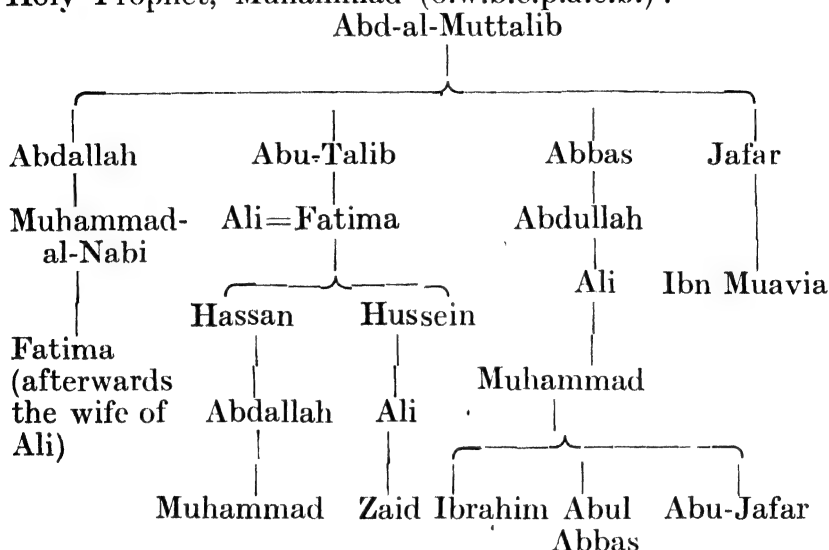 Holy Prophet, Muhammad
Abd-al-Muttalib
Abdallah Abu-Talib Abbas Jafar
Muhammad- Ali=Fatima Abdullah
al-Nabi
Ali Ibn Muavia
Hassan Hussein
Fatima
(afterwards Muhammad
the wife of Abdallah Ali
Ali)
Muhammad Zaid Ibrahim Abul Abu-Jafar
Abbas